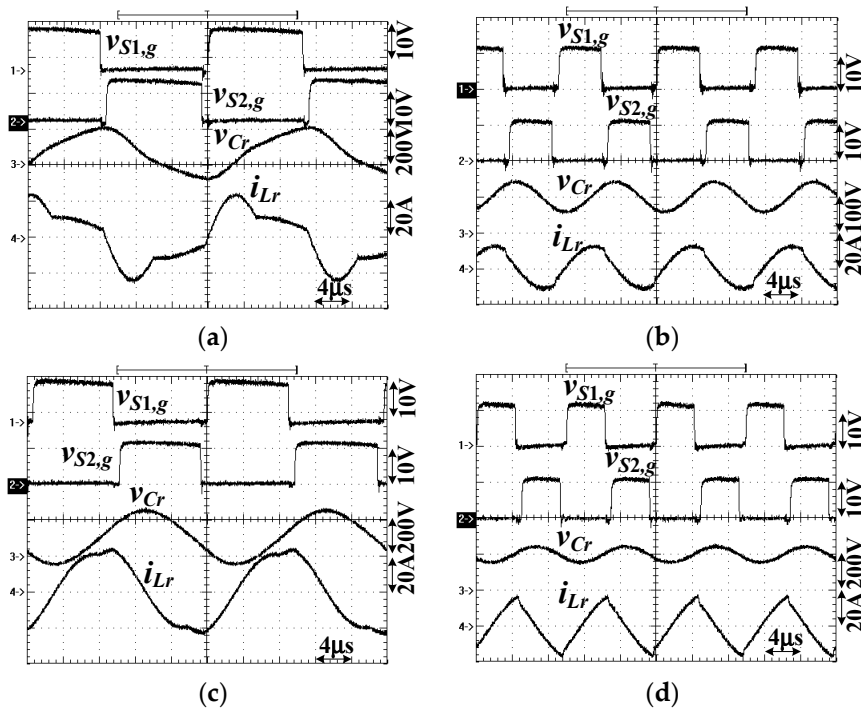 v_{S1,g}
10V
1->
v_{S2,g}
10V
2->
v_{Cr}
200V
3->
i_{Lr}
20A
4->
4μs
(a)
v_{S1,g}
10V
1->
v_{S2,g}
10V
2->
v_{Cr}
100V
3->
i_{Lr}
20A
4->
4μs
(b)
v_{S1,g}
10V
1->
v_{S2,g}
10V
2->
v_{Cr}
200V
3->
i_{Lr}
20A
4->
4μs
(c)
v_{S1,g}
10V
1->
v_{S2,g}
10V
2->
v_{Cr}
200V
3->
i_{Lr}
20A
4->
4μs
(d)